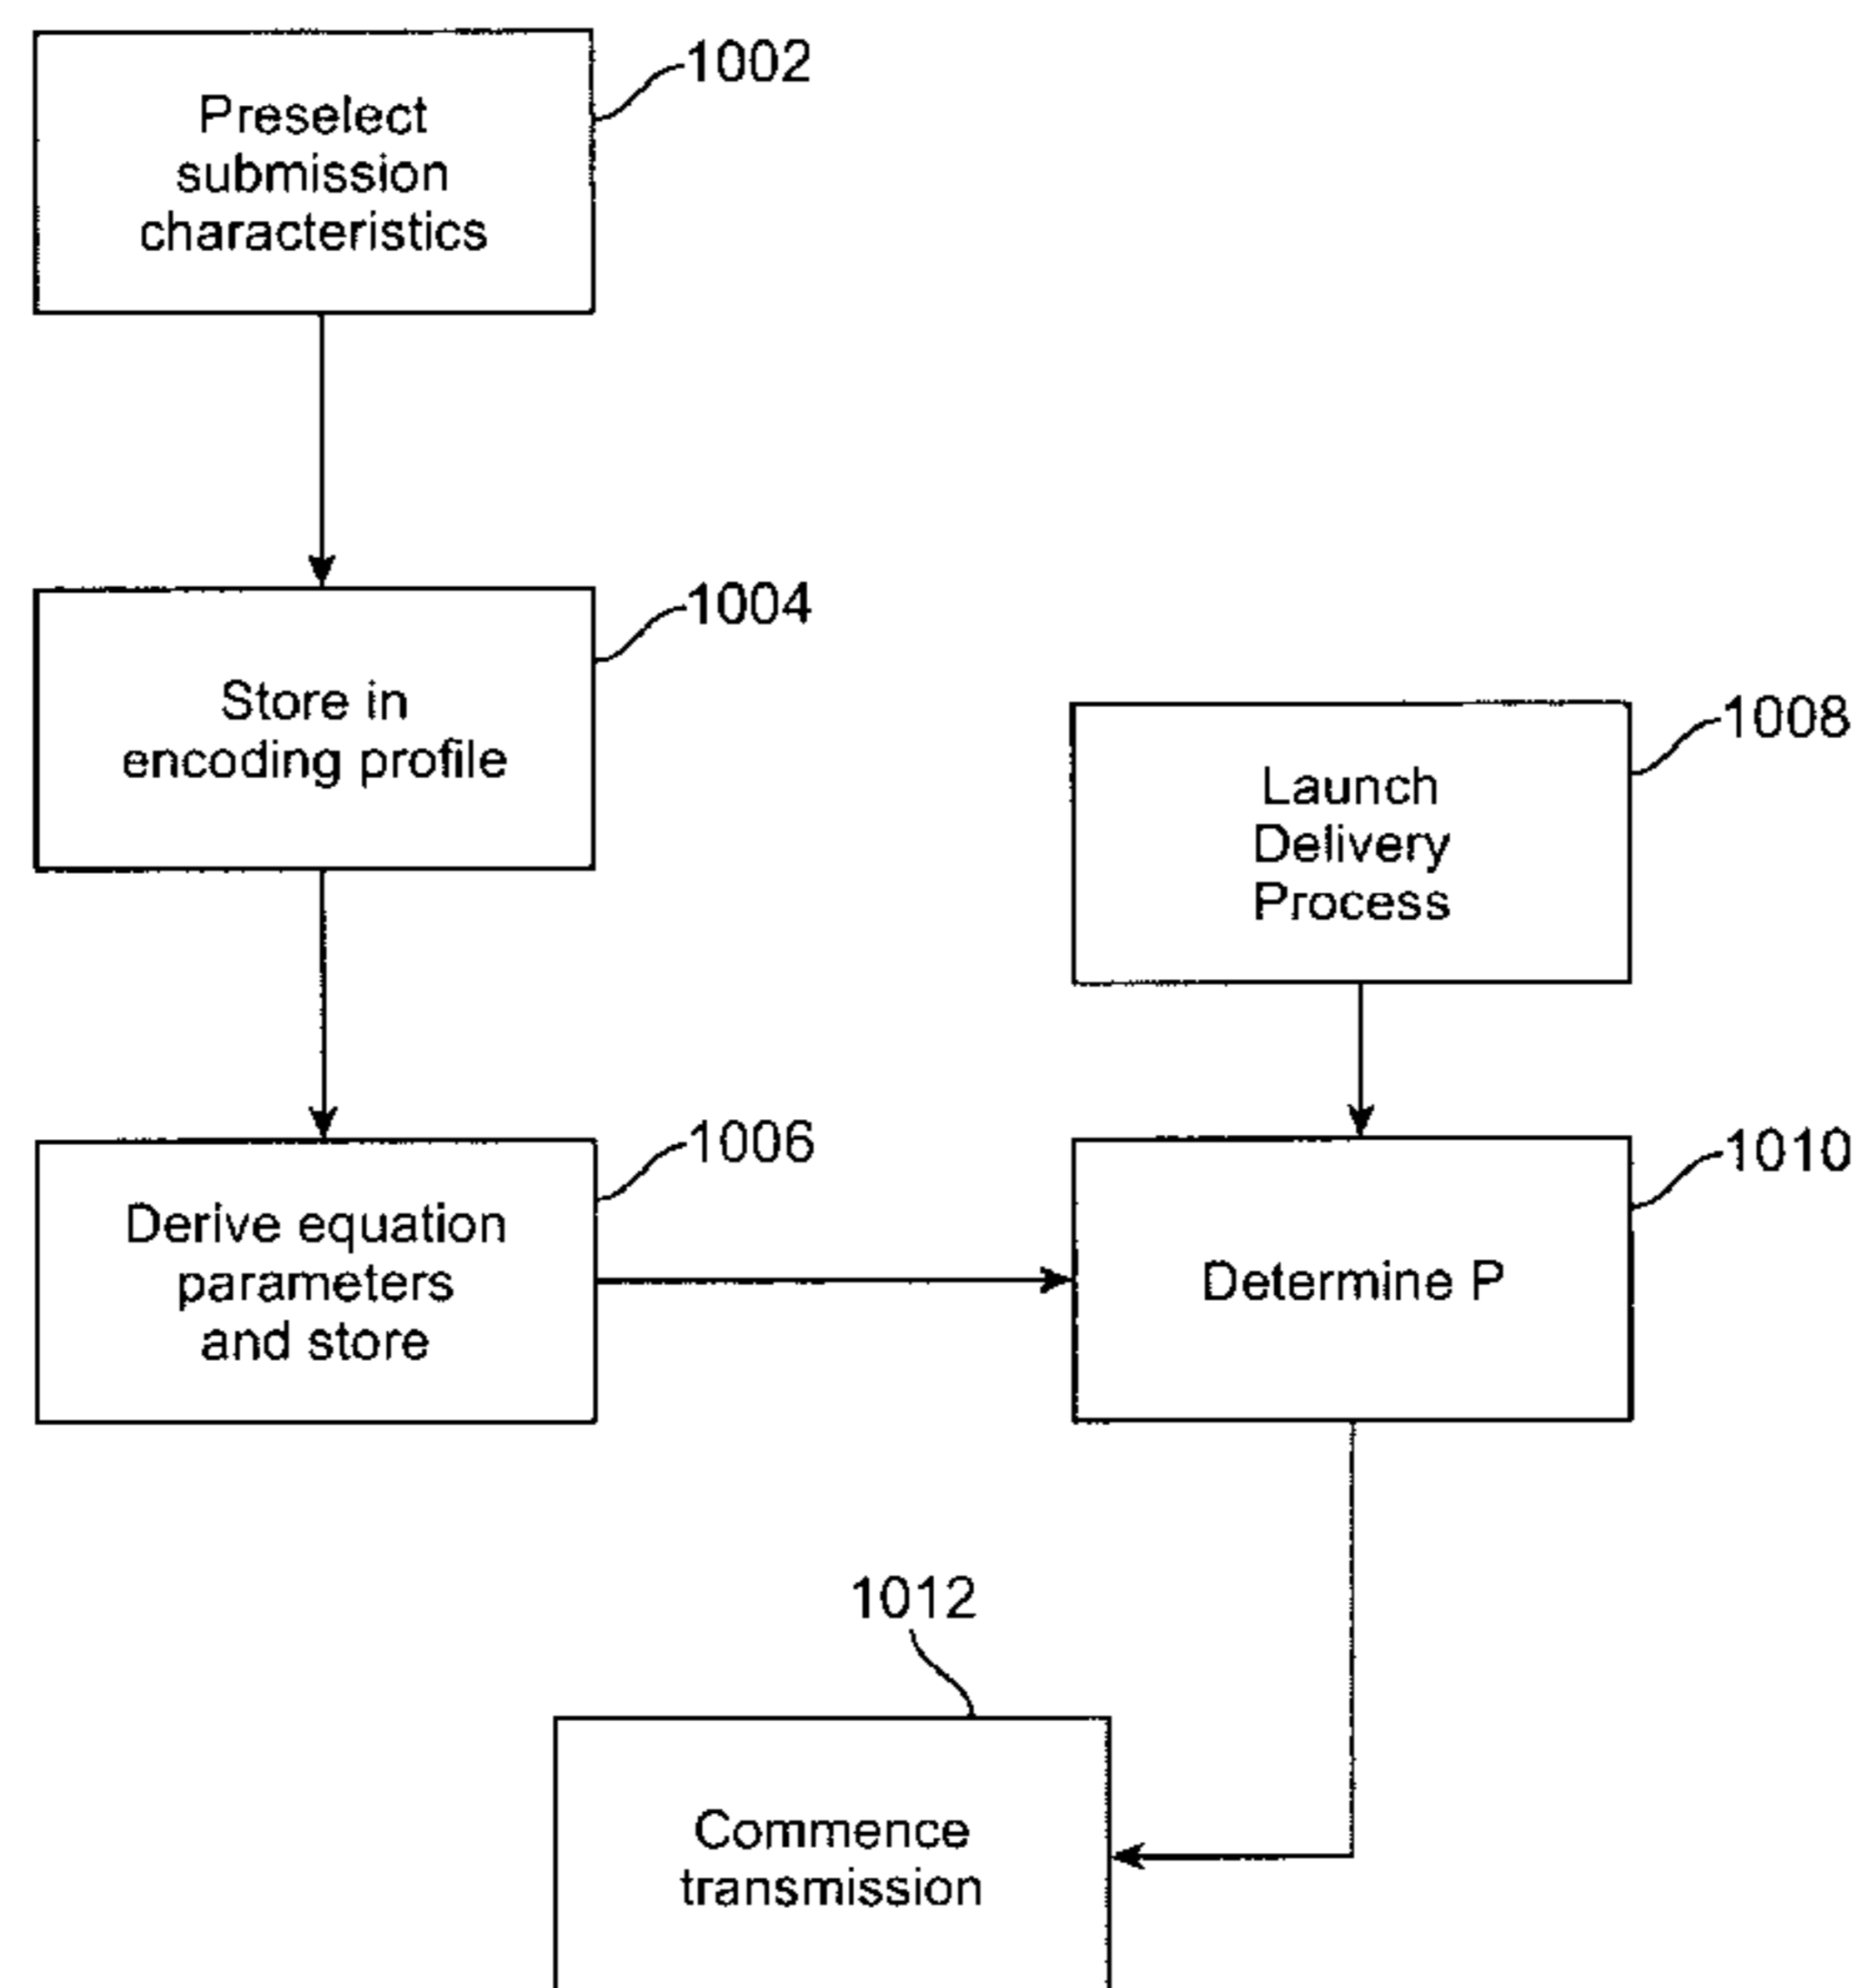 1002
Preselect
submission
characteristics
1004
Store in
encoding profile
1008
Launch
Delivery
Process
1006
Derive equation
parameters
and store
1010
Determine P
1012
Commence
transmission